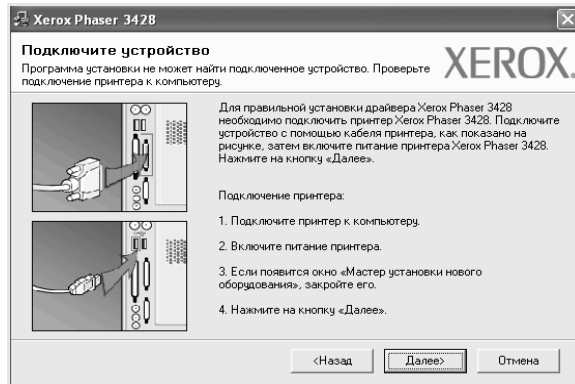 Xerox Phaser 3428
Подключите устройство
Программа установки не может найти подключенное устройство. Проверьте
подключение принтера к компьютеру.
XEROX.
Для правильной установки драйвера Xerox Phaser 3428
необходимо подключить принтер Xerox Phaser 3428. Подключите
устройство с помощью кабеля принтера, как показано на
рисунке, затем включите питание принтера Xerox Phaser 3428.
Нажмите на кнопку «Далее».
Подключение принтера:
1. Подключите принтер к компьютеру.
2. Включите питание принтера.
3. Если появится окно «Мастер установки нового
оборудования», закройте его.
4. Нажмите на кнопку «Далее».
<Назад
Далее>
Отмена